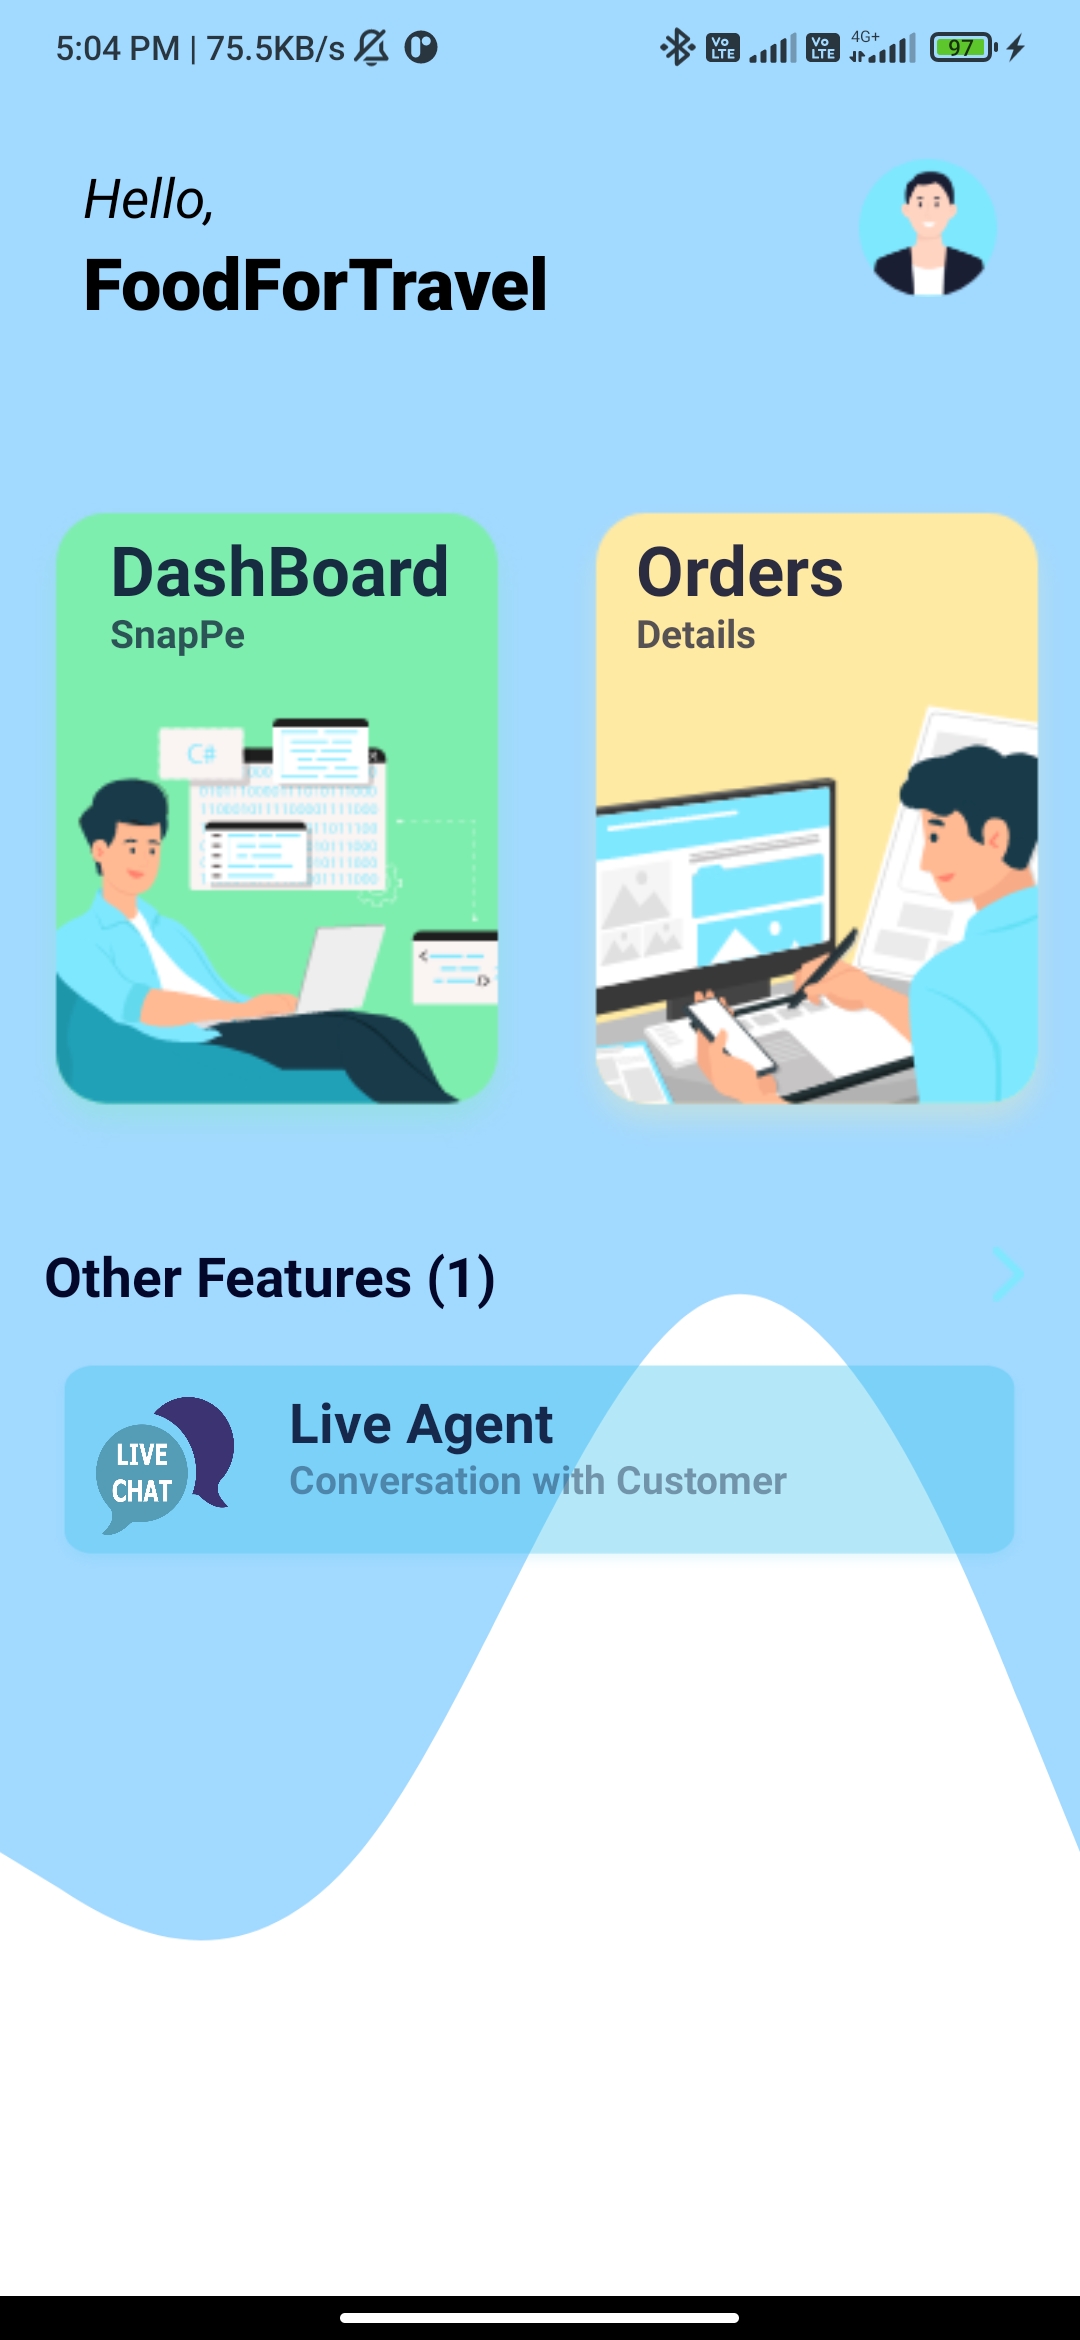 5:04 PM | 75.5KB/s
Vo LTE
Vo LTE
4G+
97
Hello,
FoodForTravel
DashBoard
SnapPe
C#
Orders
Details
Other Features (1)
LIVE
CHAT
Live Agent
Conversation with Customer